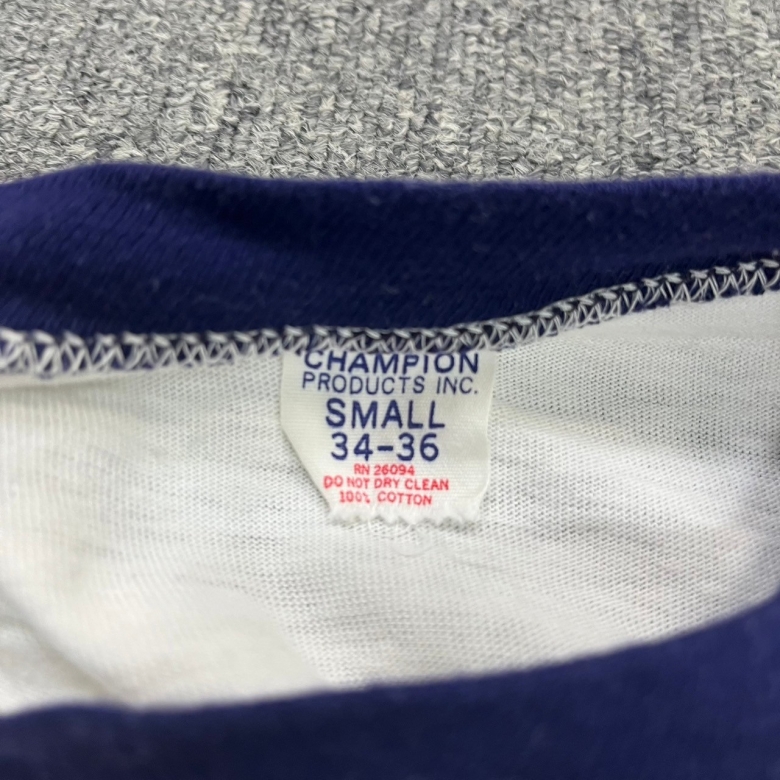 CHAMPION
PRODUCTS INC.
SMALL
34-36
RN 26094
DO NOT DRY CLEAN
100% COTTON